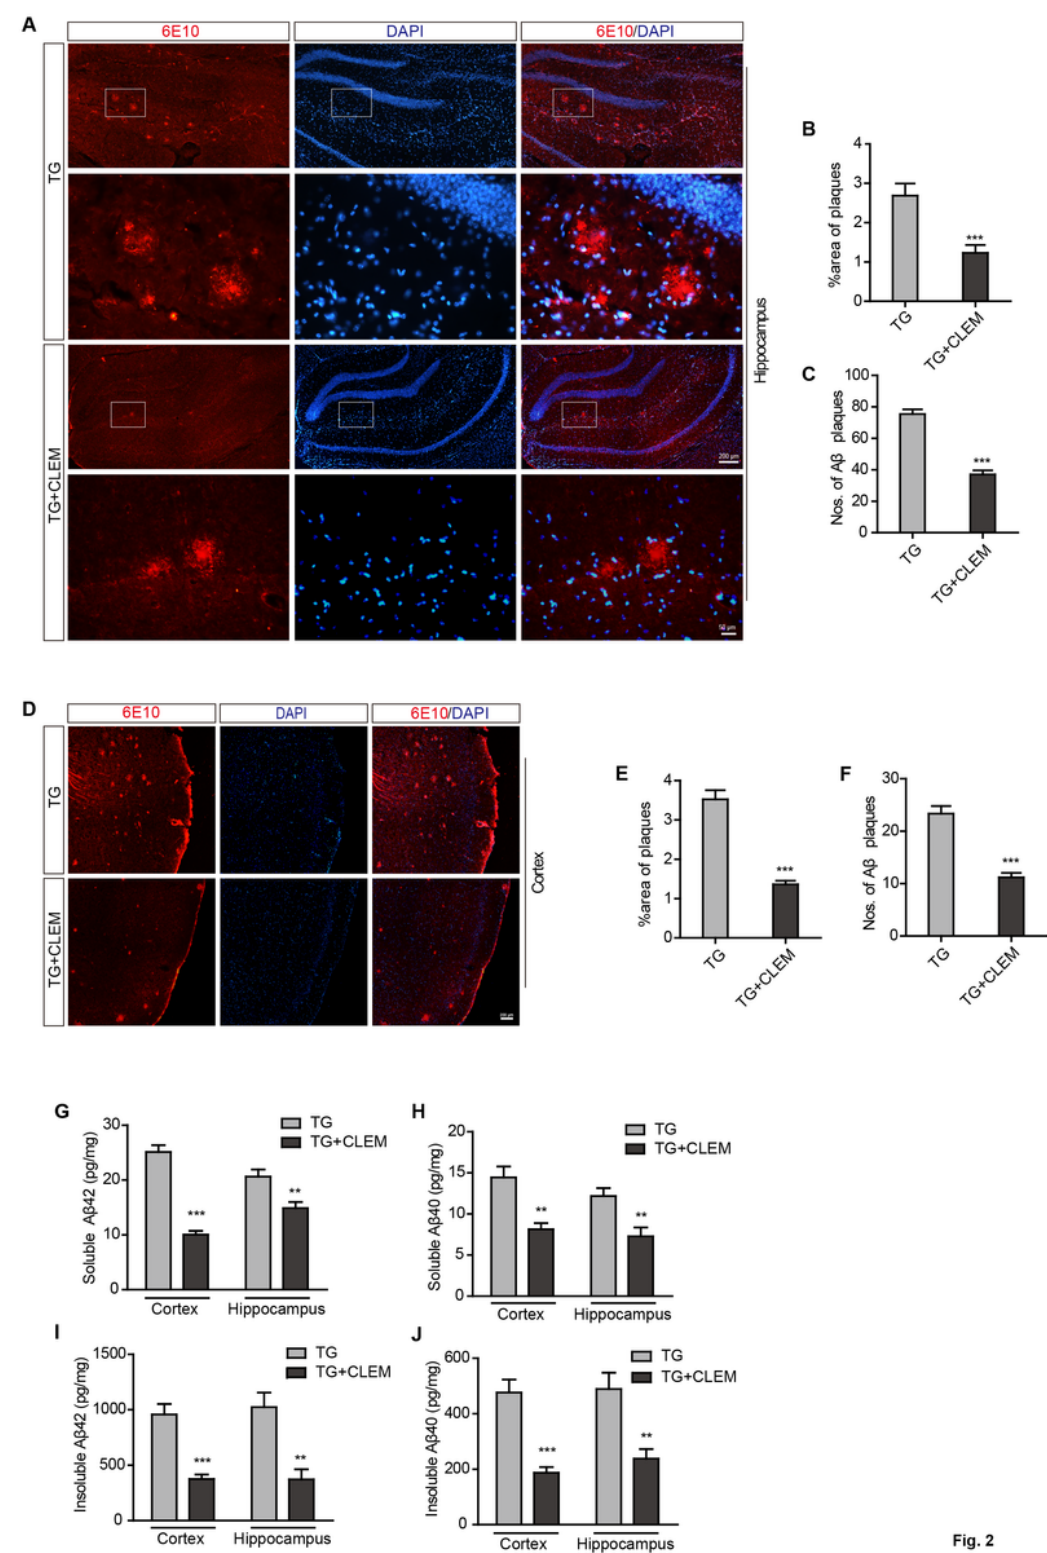 A
6E10 DAPI 6E10/DAPI
TG
TG+CLEM
Hippocampus
200 µm
50 µm
B
%area of plaques
4
3
2
1
0
TG TG+CLEM
C
Nos. of Aβ plaques
100
80
60
40
20
0
***
***
TG TG+CLEM
D
6E10 DAPI 6E10/DAPI
TG
TG+CLEM
Cortex
E
%area of plaques
4
3
2
1
0
***
TG TG+CLEM
F
Nos. of Aβ plaques
30
20
10
0
***
TG TG+CLEM
G
Soluble Aβ42 (pg/mg)
30
20
10
0
TG
TG+CLEM
*** **
Cortex Hippocampus
H
Soluble Aβ40 (pg/mg)
20
15
10
5
0
TG
TG+CLEM
** **
Cortex Hippocampus
I
Insoluble Aβ42 (pg/mg)
1500
1000
500
0
TG
TG+CLEM
*** **
Cortex Hippocampus
J
Insoluble Aβ40 (pg/mg)
600
400
200
0
TG
TG+CLEM
*** **
Cortex Hippocampus
Fig. 2